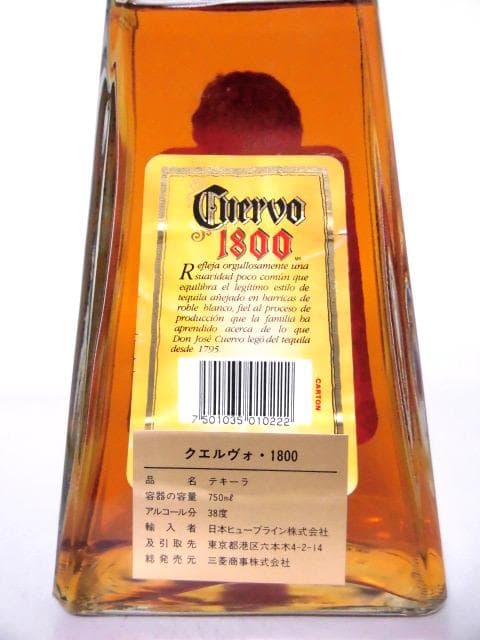 Cuervo
1800
Refleja orgullosamente una
suavidad poco común que
equilibra el legítimo estilo de
tequila añejado en barricas de
roble blanco, fiel al proceso de
producción que la familia ha
aprendido acerca de lo que
Don José Cuervo legó del tequila
desde 1795.
CARTON
7 501035 010222
クエルヴォ・1800
品名 テキーラ
容器の容量 750mℓ
アルコール分 38度
輸入者 日本ヒューブライン株式会社
及引取先 東京都港区六本木4-2-14
総発売元 三菱商事株式会社